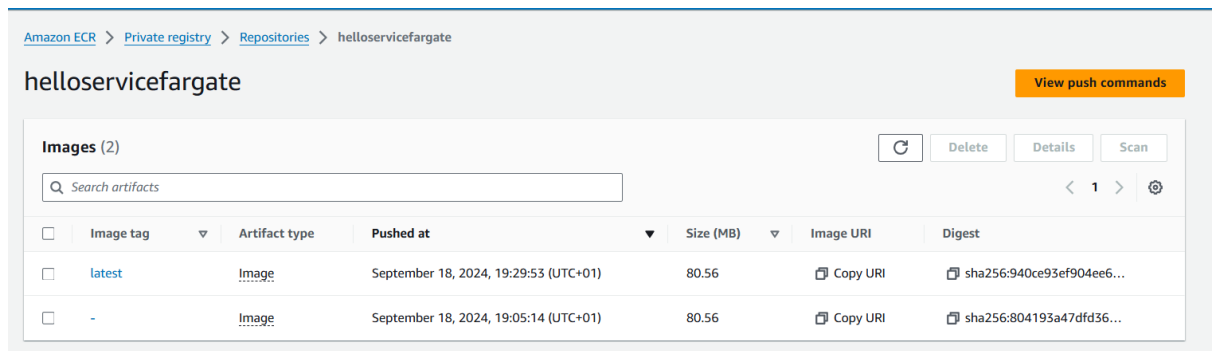 Amazon ECR > Private registry > Repositories > helloservicefargate
helloservicefargate
View push commands
Images (2)
Delete Details Scan
Search artifacts
< 1 >
Image tag Artifact type Pushed at Size (MB) Image URI Digest
latest Image September 18, 2024, 19:29:53 (UTC+01) 80.56 Copy URI sha256:940ce93ef904ee6...
- Image September 18, 2024, 19:05:14 (UTC+01) 80.56 Copy URI sha256:804193a47dfd36...